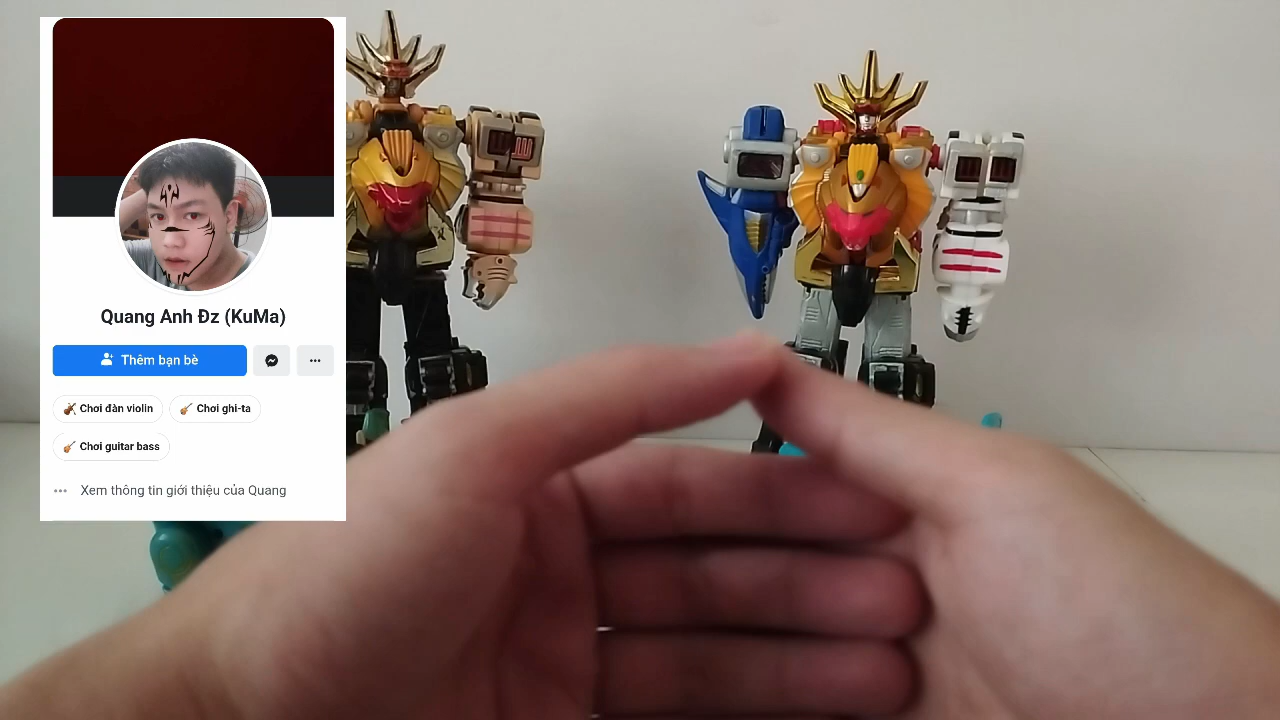 Quang Anh Đz (KuMa)
Thêm bạn bè
Chơi đàn violin
Chơi ghi-ta
Chơi guitar bass
Xem thông tin giới thiệu của Quang